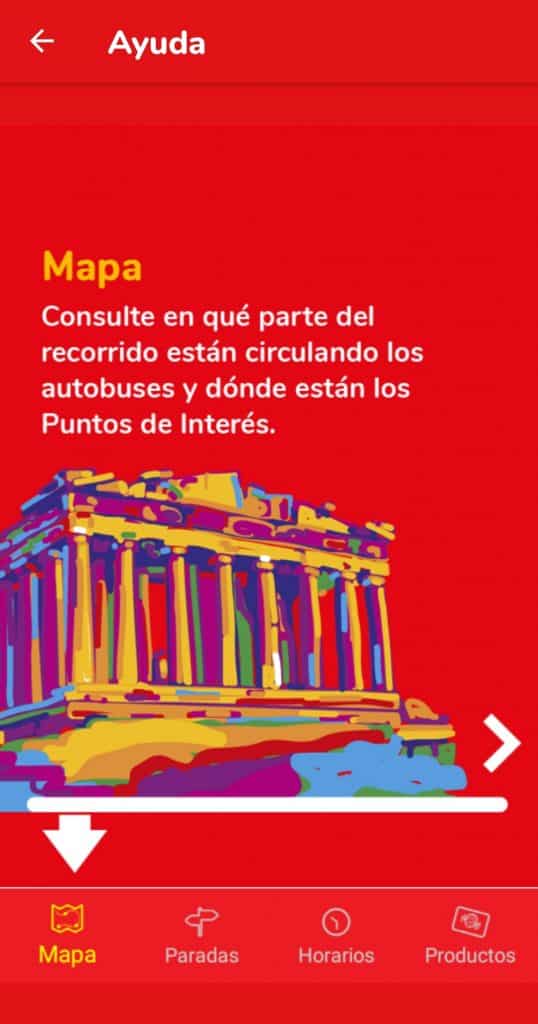 Ayuda
Mapa
Consulte en qué parte del
recorrido están circulando los
autobuses y dónde están los
Puntos de Interés.
Mapa
Paradas
Horarios
Productos